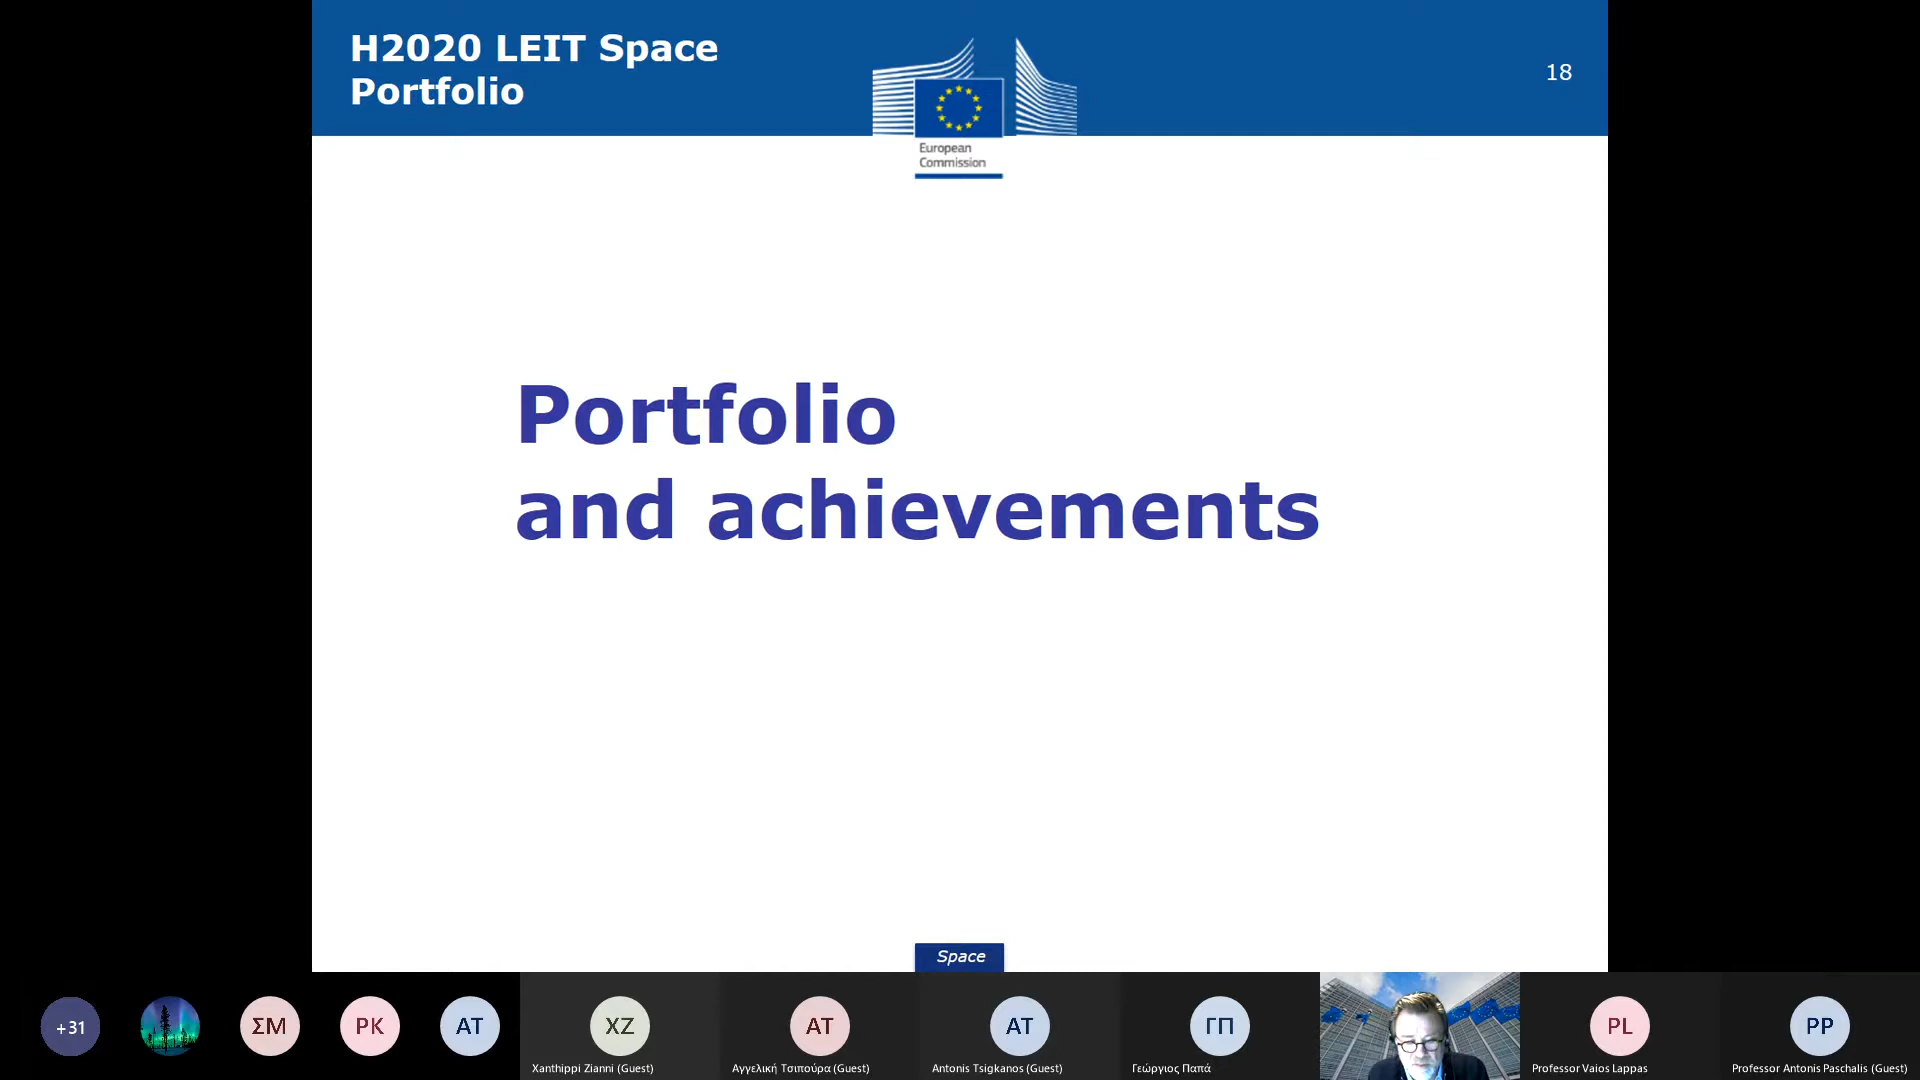 H2020 LEIT Space
Portfolio
18
European
Commission
Portfolio
and achievements
Space
+31
ΣΜ
PK
AT
XZ
Xanthippi Zianni (Guest)
ΑΤ
Αγγελική Τσιπούρα (Guest)
AT
Antonis Tsigkanos (Guest)
ΓΠ
Γεώργιος Παπά
PL
Professor Vaios Lappas
PP
Professor Antonis Paschalis (Guest)